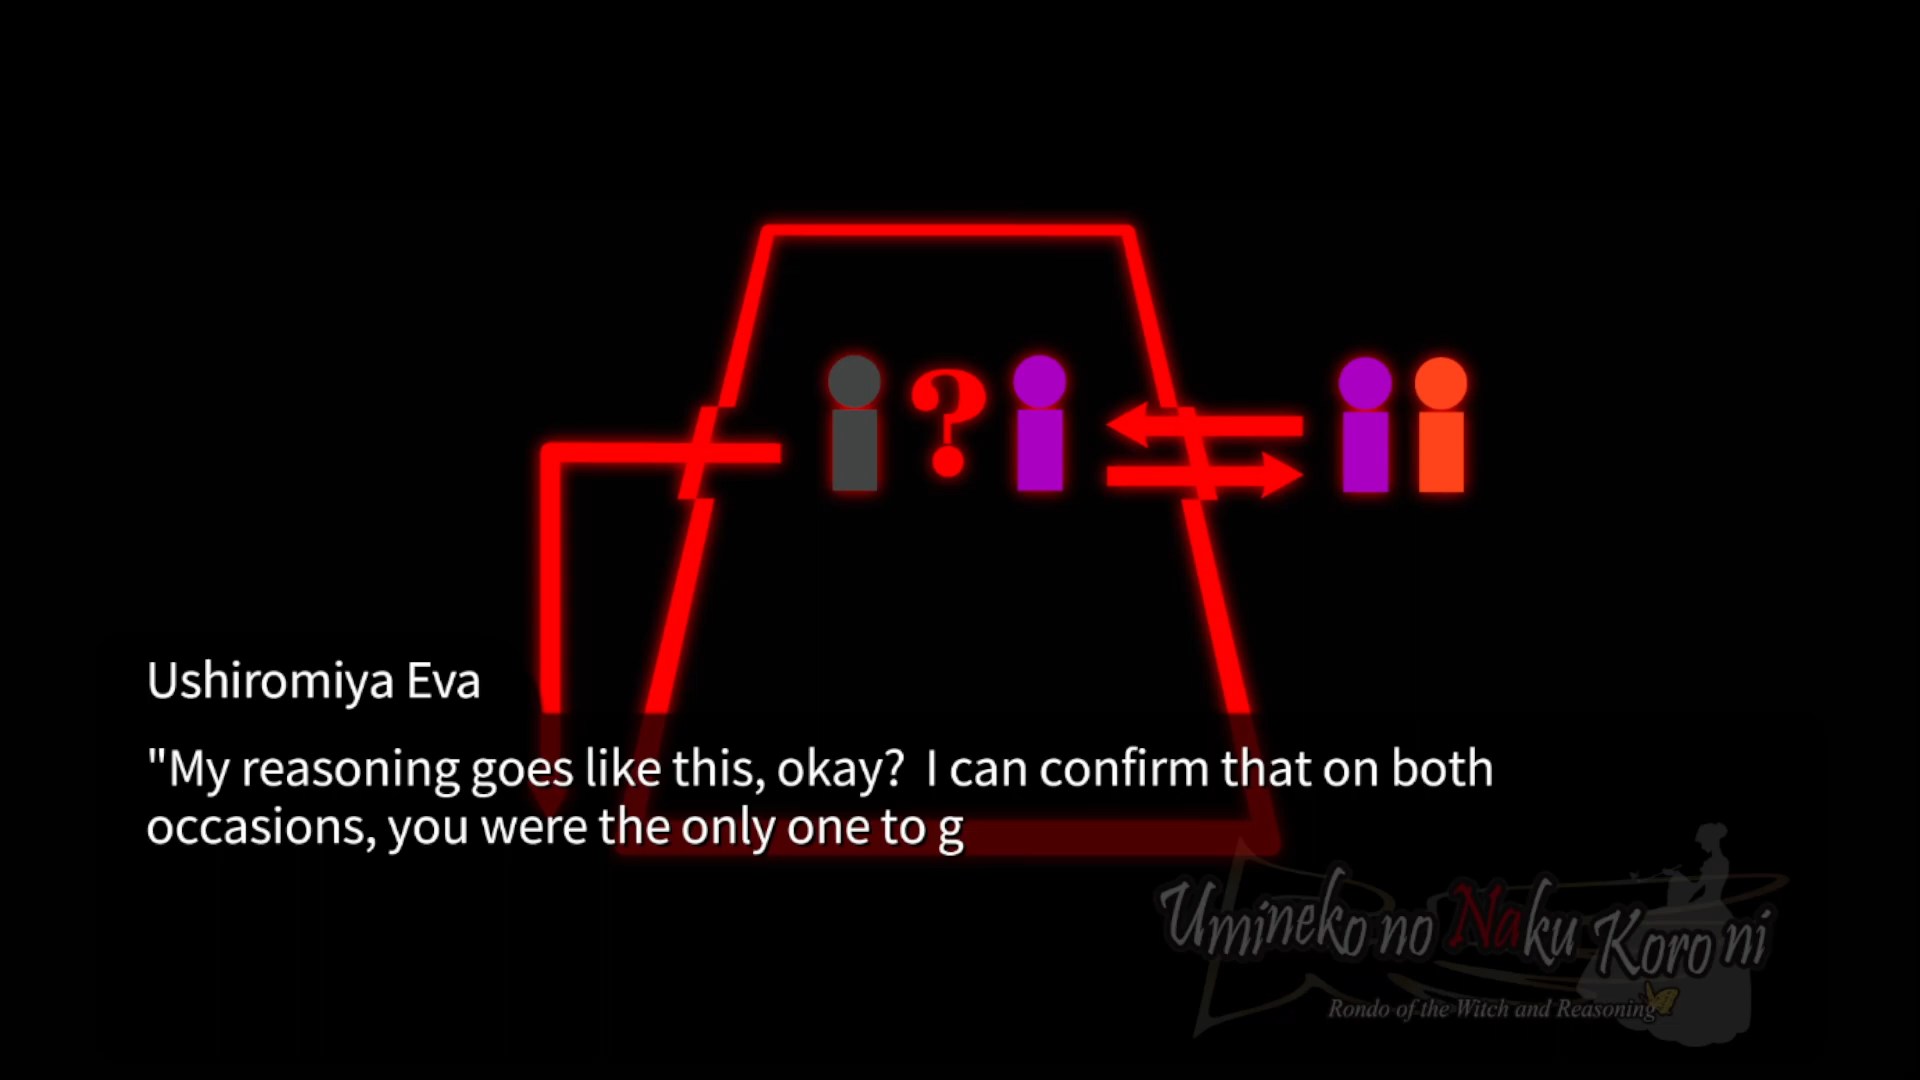 ?
Ushiromiya Eva
"My reasoning goes like this, okay?  I can confirm that on both
occasions, you were the only one to g
Umineko no Naku Koro ni
Rondo of the Witch and Reasoning